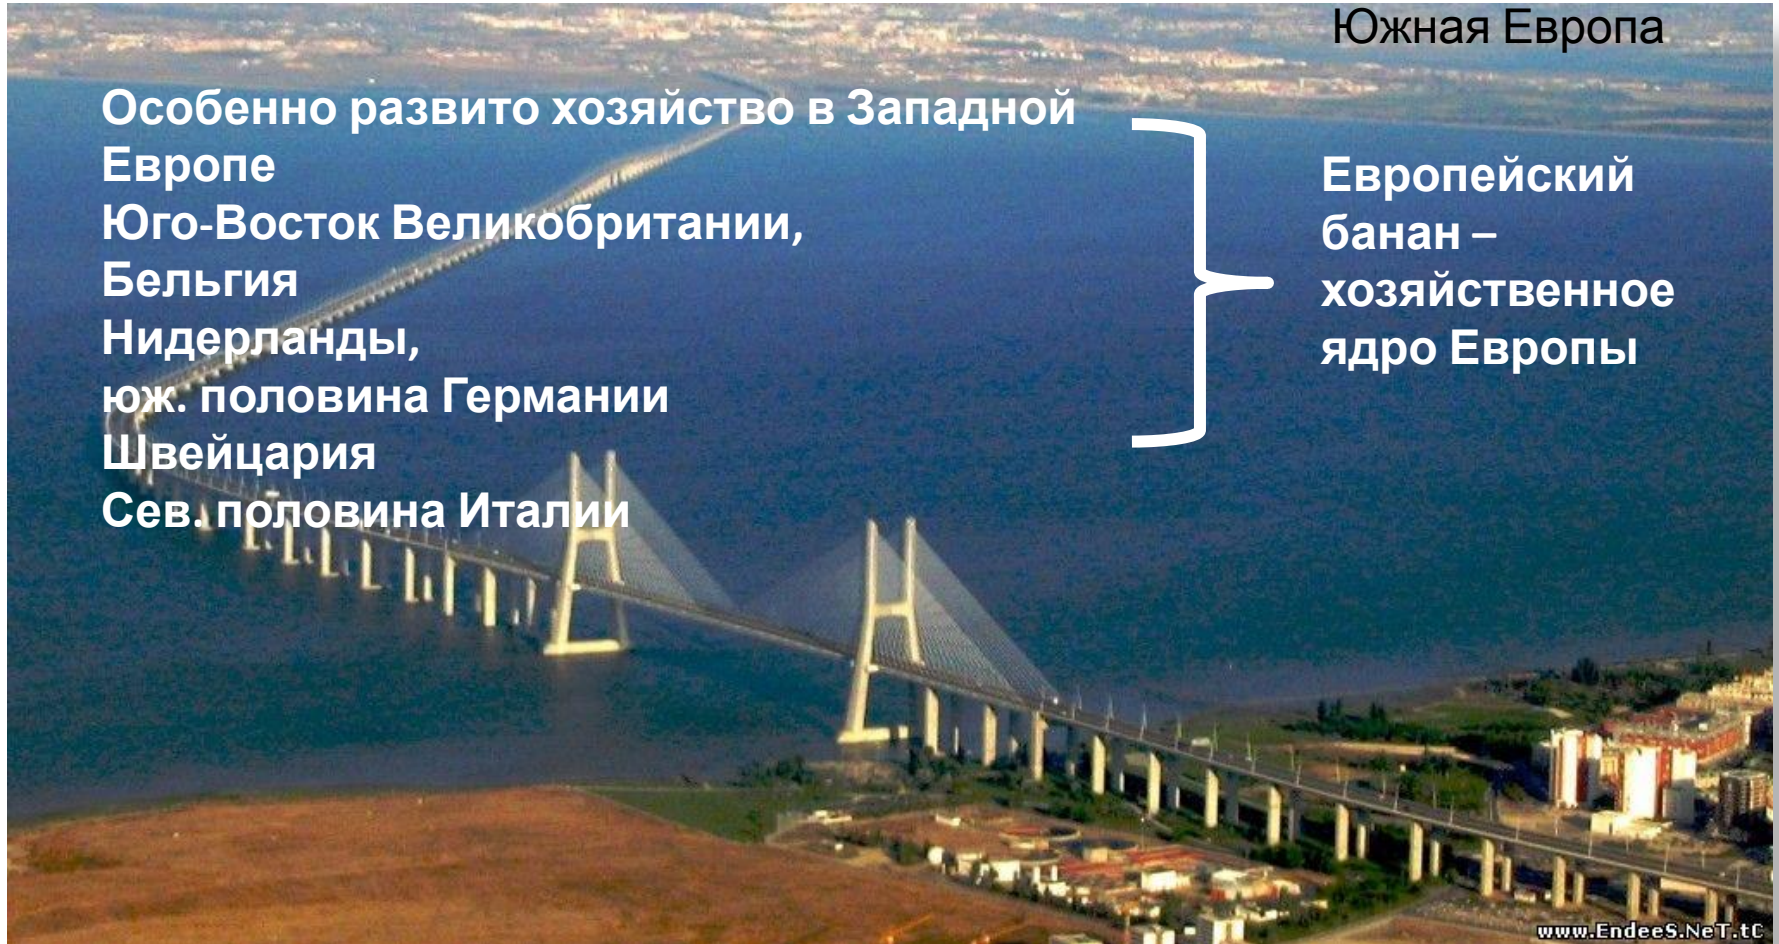 Южная Европа
Особенно развито хозяйство в Западной
Европе
Юго-Восток Великобритании,
Бельгия
Нидерланды,
юж. половина Германии
Швейцария
Сев. половина Италии
Европейский
банан –
хозяйственное
ядро Европы
www.EndeeS.NeT.tC